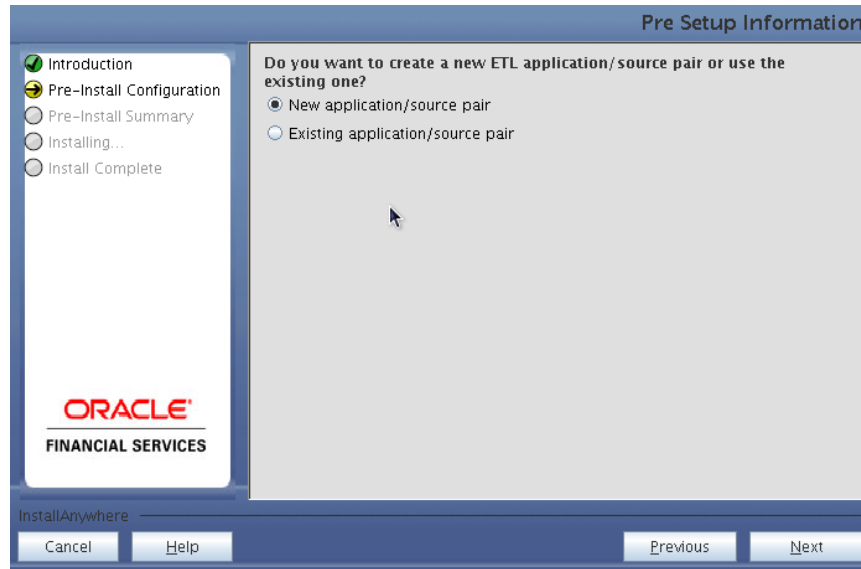 Pre Setup Information
Introduction
Pre-Install Configuration
Pre-Install Summary
Installing...
Install Complete
ORACLE
FINANCIAL SERVICES
Do you want to create a new ETL application/source pair or use the
existing one?
New application/source pair
Existing application/source pair
InstallAnywhere
Cancel
Help
Previous
Next